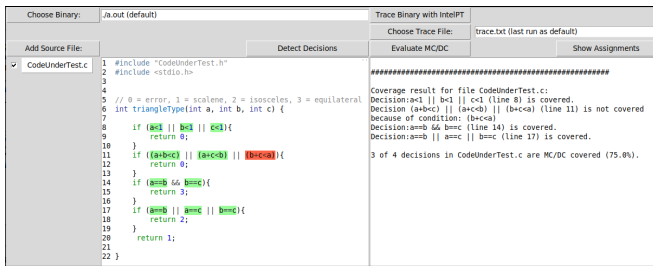 Choose Binary: ./a.out (default) Trace Binary with IntelPT
Choose Trace File: trace.txt (last run as default)
Add Source File: Detect Decisions Evaluate MC/DC Show Assignments
CodeUnderTest.c
1 #include "CodeUnderTest.h"
2 #include <stdio.h>
3
4
5 // 0 = error, 1 = scalene, 2 = isosceles, 3 = equilateral
6 int triangleType(int a, int b, int c) {
7
8 if (a<1 || b<1 || c<1){
9 return 0;
10 }
11 if ((a+b<c) || (a+c<b) || (b+c<a)){
12 return 0;
13 }
14 if (a==b && b==c){
15 return 3;
16 }
17 if (a==b || a==c || b==c){
18 return 2;
19 }
20 return 1;
21
22 }
#######################################################
Coverage result for file CodeUnderTest.c:
Decision:a<1 || b<1 || c<1 (line 8) is covered.
Decision:(a+b<c) || (a+c<b) || (b+c<a) (line 11) is not covered
because of condition: (b+c<a)
Decision:a==b && b==c (line 14) is covered.
Decision:a==b || a==c || b==c (line 17) is covered.
3 of 4 decisions in CodeUnderTest.c are MC/DC covered (75.0%).